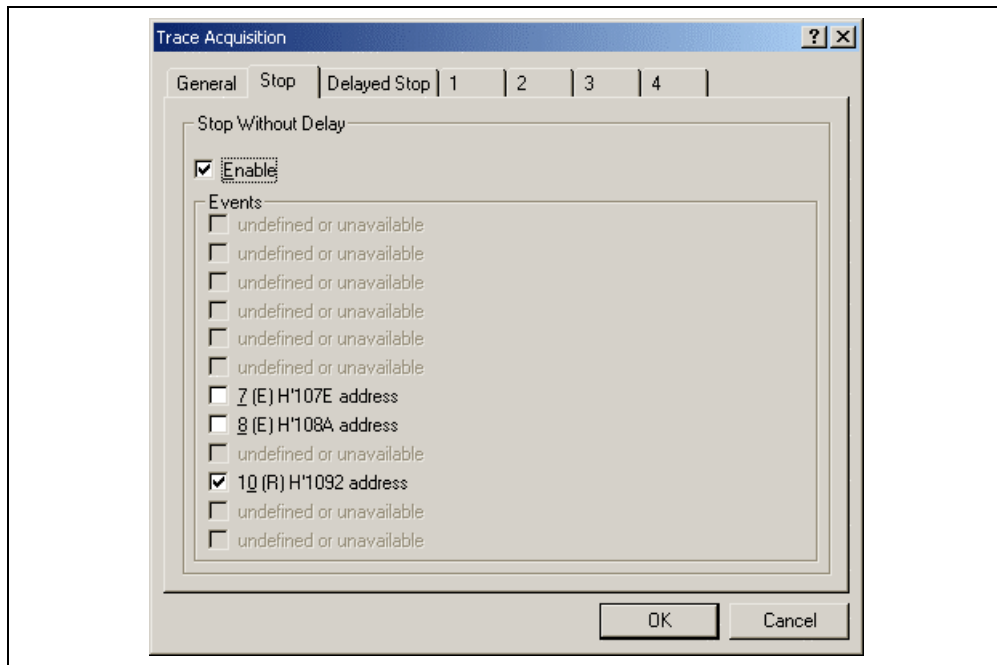 Trace Acquisition
General Stop Delayed Stop 1 2 3 4
Stop Without Delay
Enable
Events
undefined or unavailable
undefined or unavailable
undefined or unavailable
undefined or unavailable
undefined or unavailable
undefined or unavailable
7 (E) H'107E address
8 (E) H'108A address
undefined or unavailable
10 (R) H'1092 address
undefined or unavailable
undefined or unavailable
OK Cancel